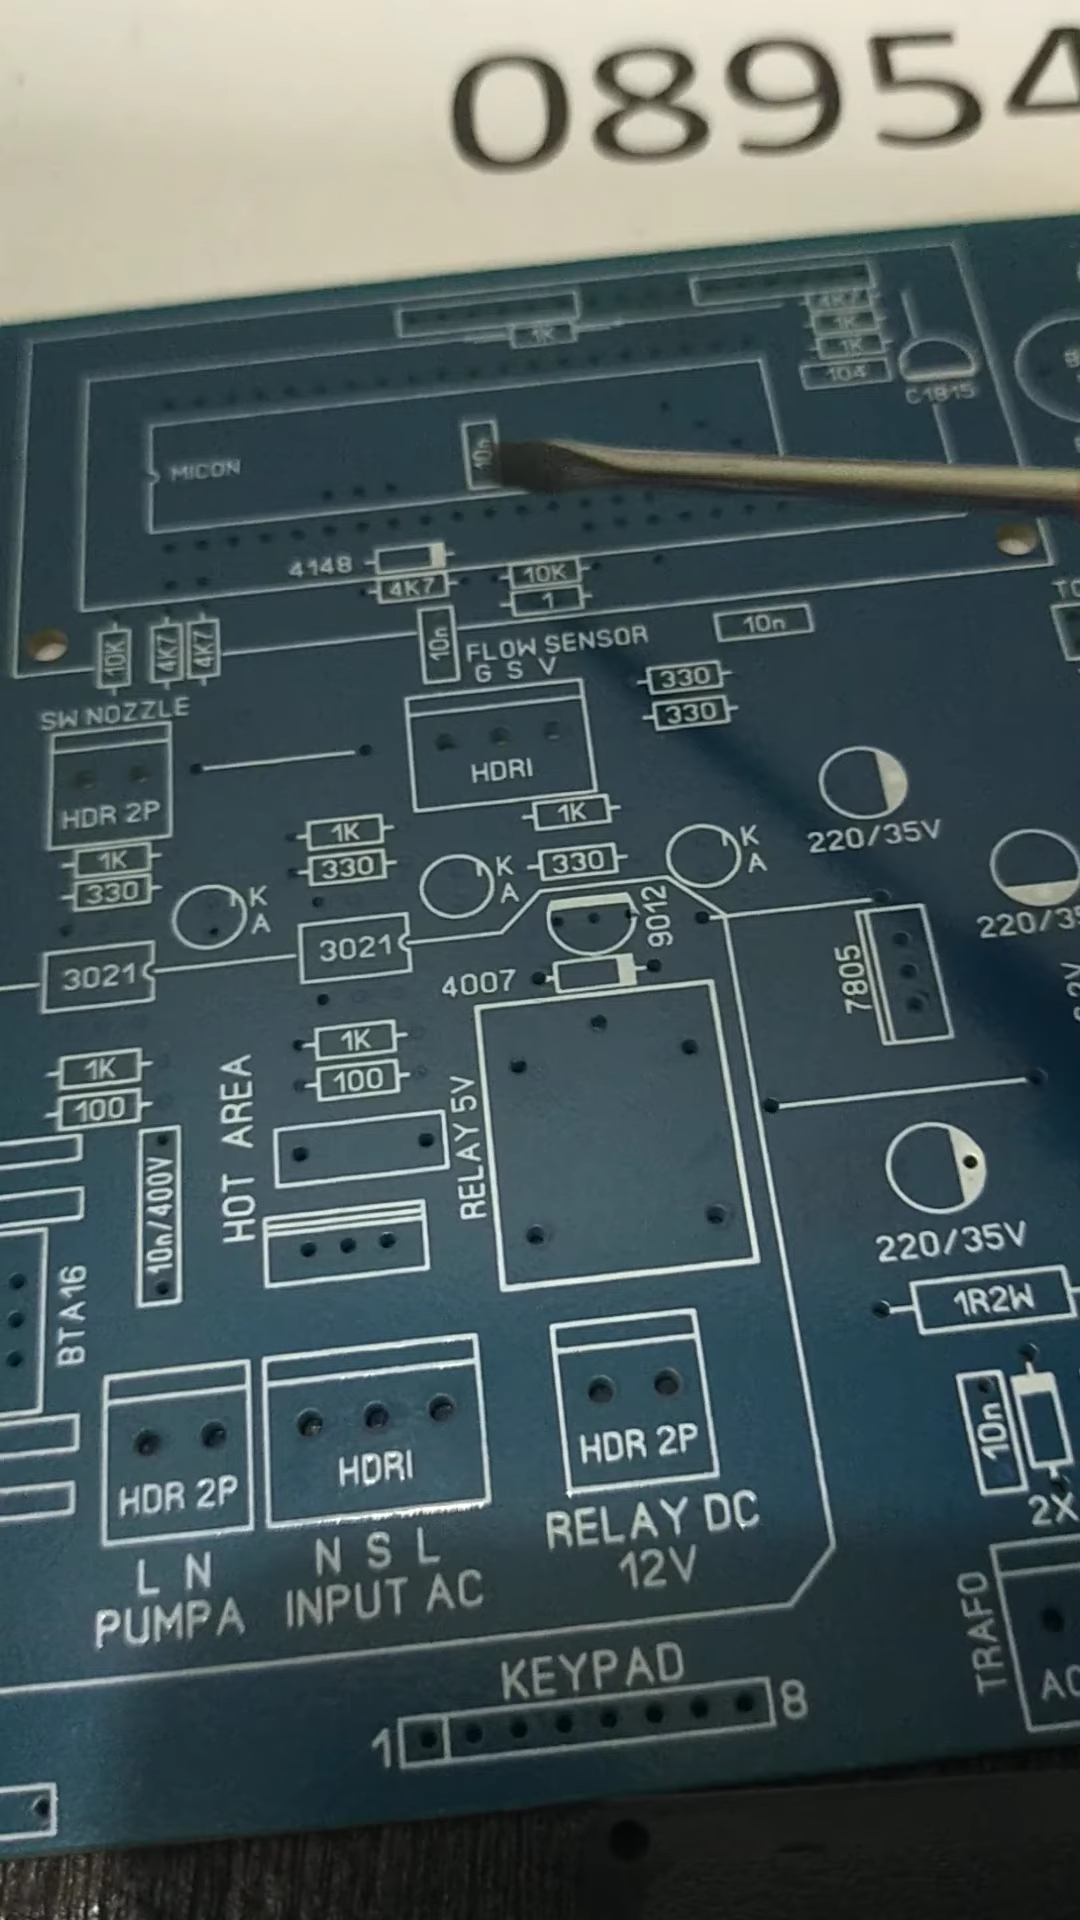 08954
1K
4K7
1K
1K
104
C1815
10n
MICON
4148
4K7
10K
1
10K
4K7
4K7
10n
FLOW SENSOR
G S V
10n
330
330
SW NOZZLE
HDR 2P
HDRI
1K
330
1K
330
1K
330
K
A
K
A
K
A
220/35V
9012
3021
3021
4007
7805
1K
100
1K
100
HOT AREA
RELAY 5V
10n/400V
BTA16
220/35V
1R2W
10n
2X
HDR 2P
L N
PUMPA
HDRI
N S L
INPUT AC
HDR 2P
RELAY DC
12V
TRAFO
KEYPAD
1
8